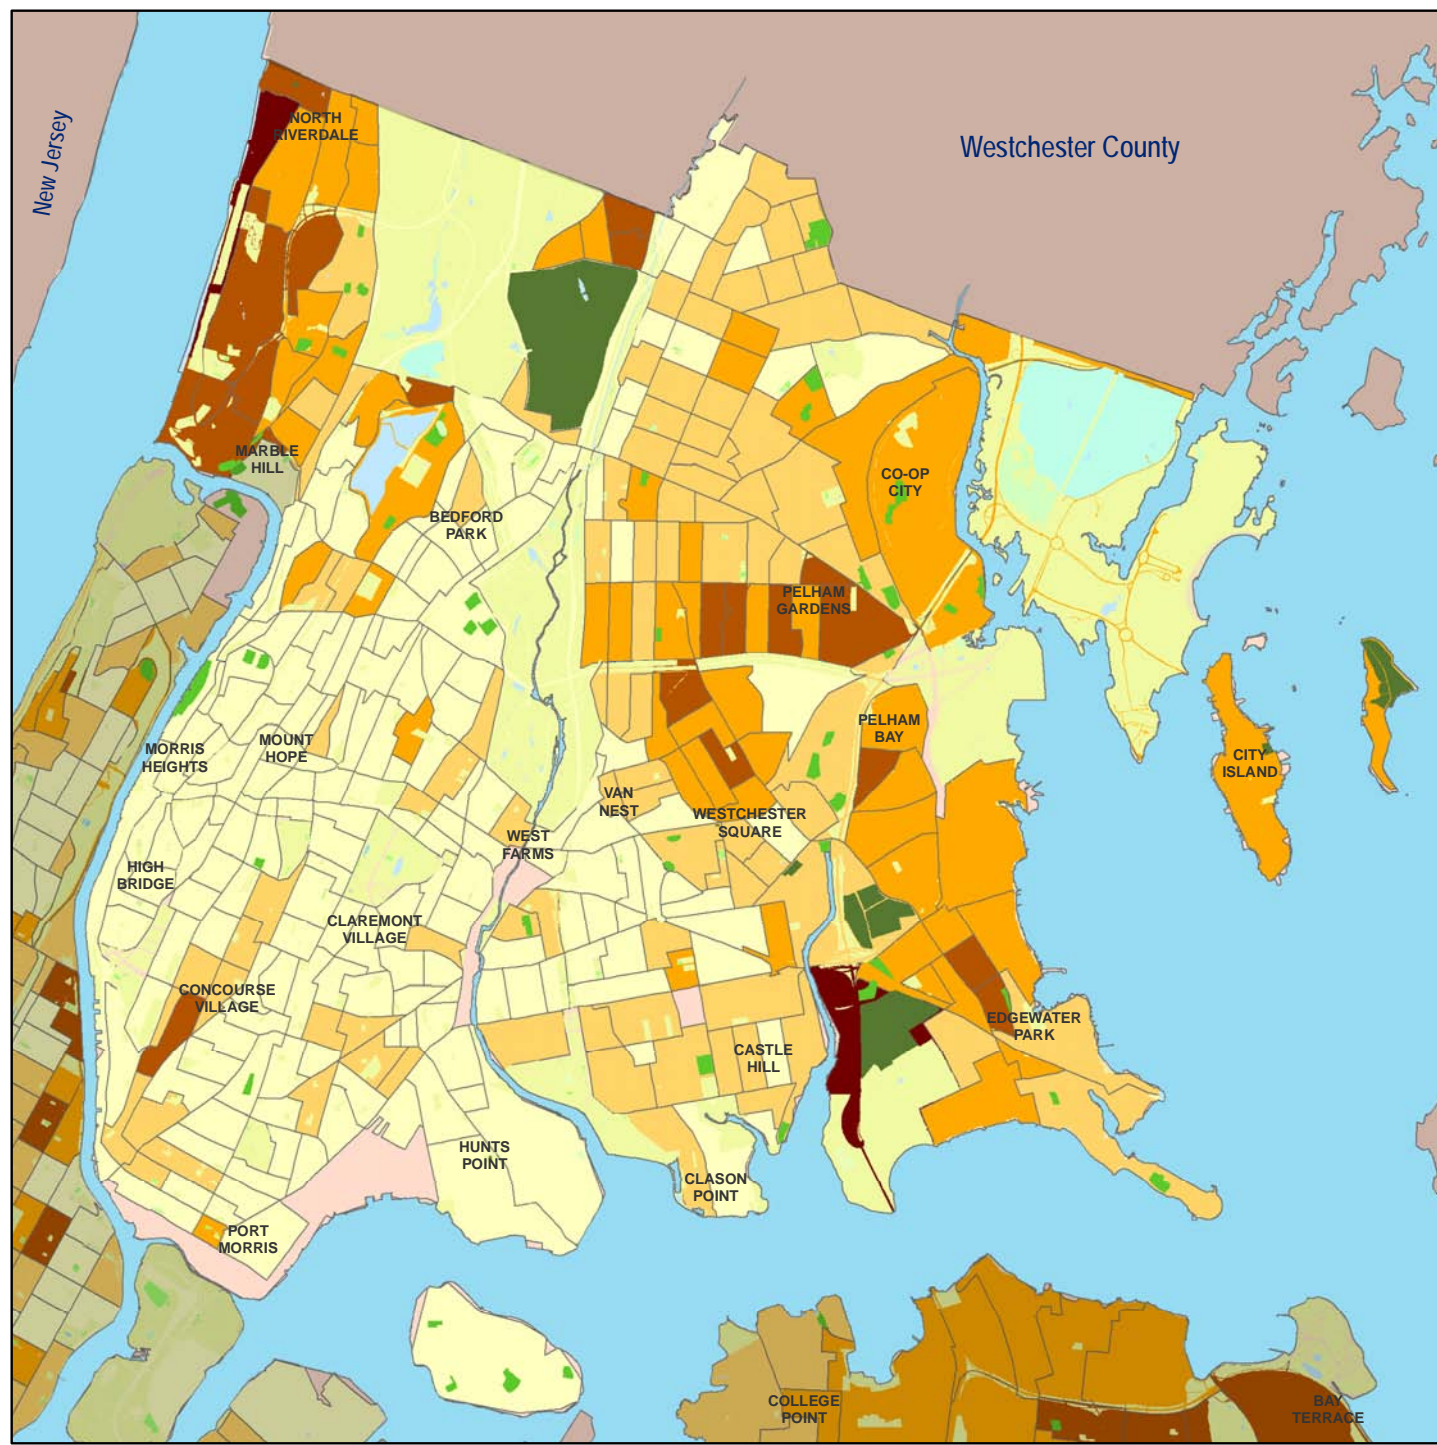 New Jersey
Westchester County
NORTH
RIVERDALE
MARBLE
HILL
CO-OP
CITY
BEDFORD
PARK
PELHAM
GARDENS
PELHAM
BAY
CITY
ISLAND
MORRIS
HEIGHTS
MOUNT
HOPE
VAN
NEST
WESTCHESTER
SQUARE
WEST
FARMS
HIGH
BRIDGE
CLAREMONT
VILLAGE
CONCOURSE
VILLAGE
EDGEWATER
PARK
CASTLE
HILL
HUNTS
POINT
CLASON
POINT
PORT
MORRIS
COLLEGE
POINT
BAY
TERRACE